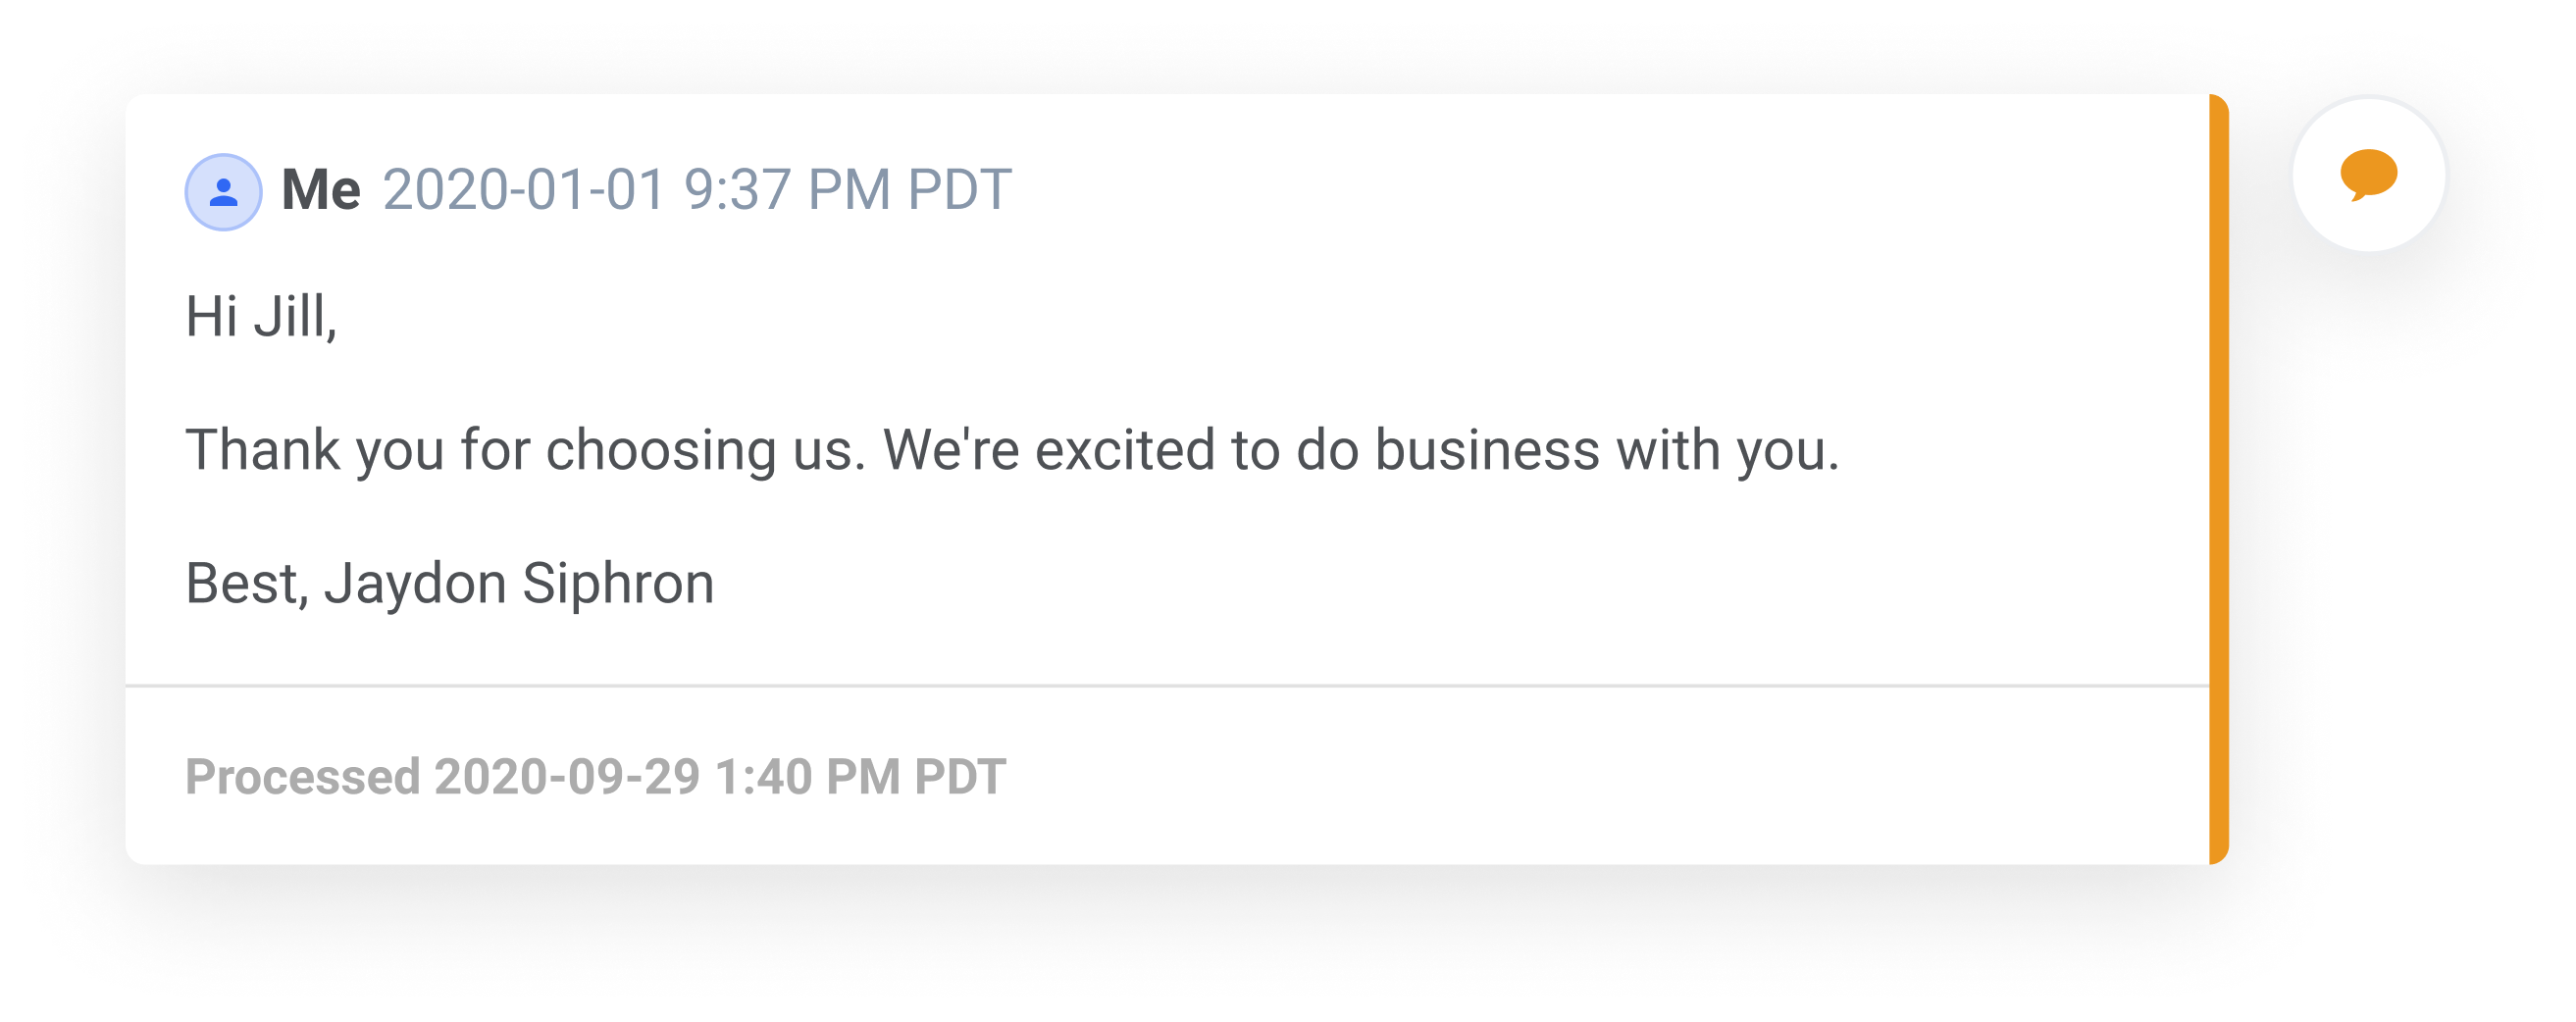 Me 2020-01-01 9:37 PM PDT
Hi Jill,
Thank you for choosing us. We're excited to do business with you.
Best, Jaydon Siphron
Processed 2020-09-29 1:40 PM PDT